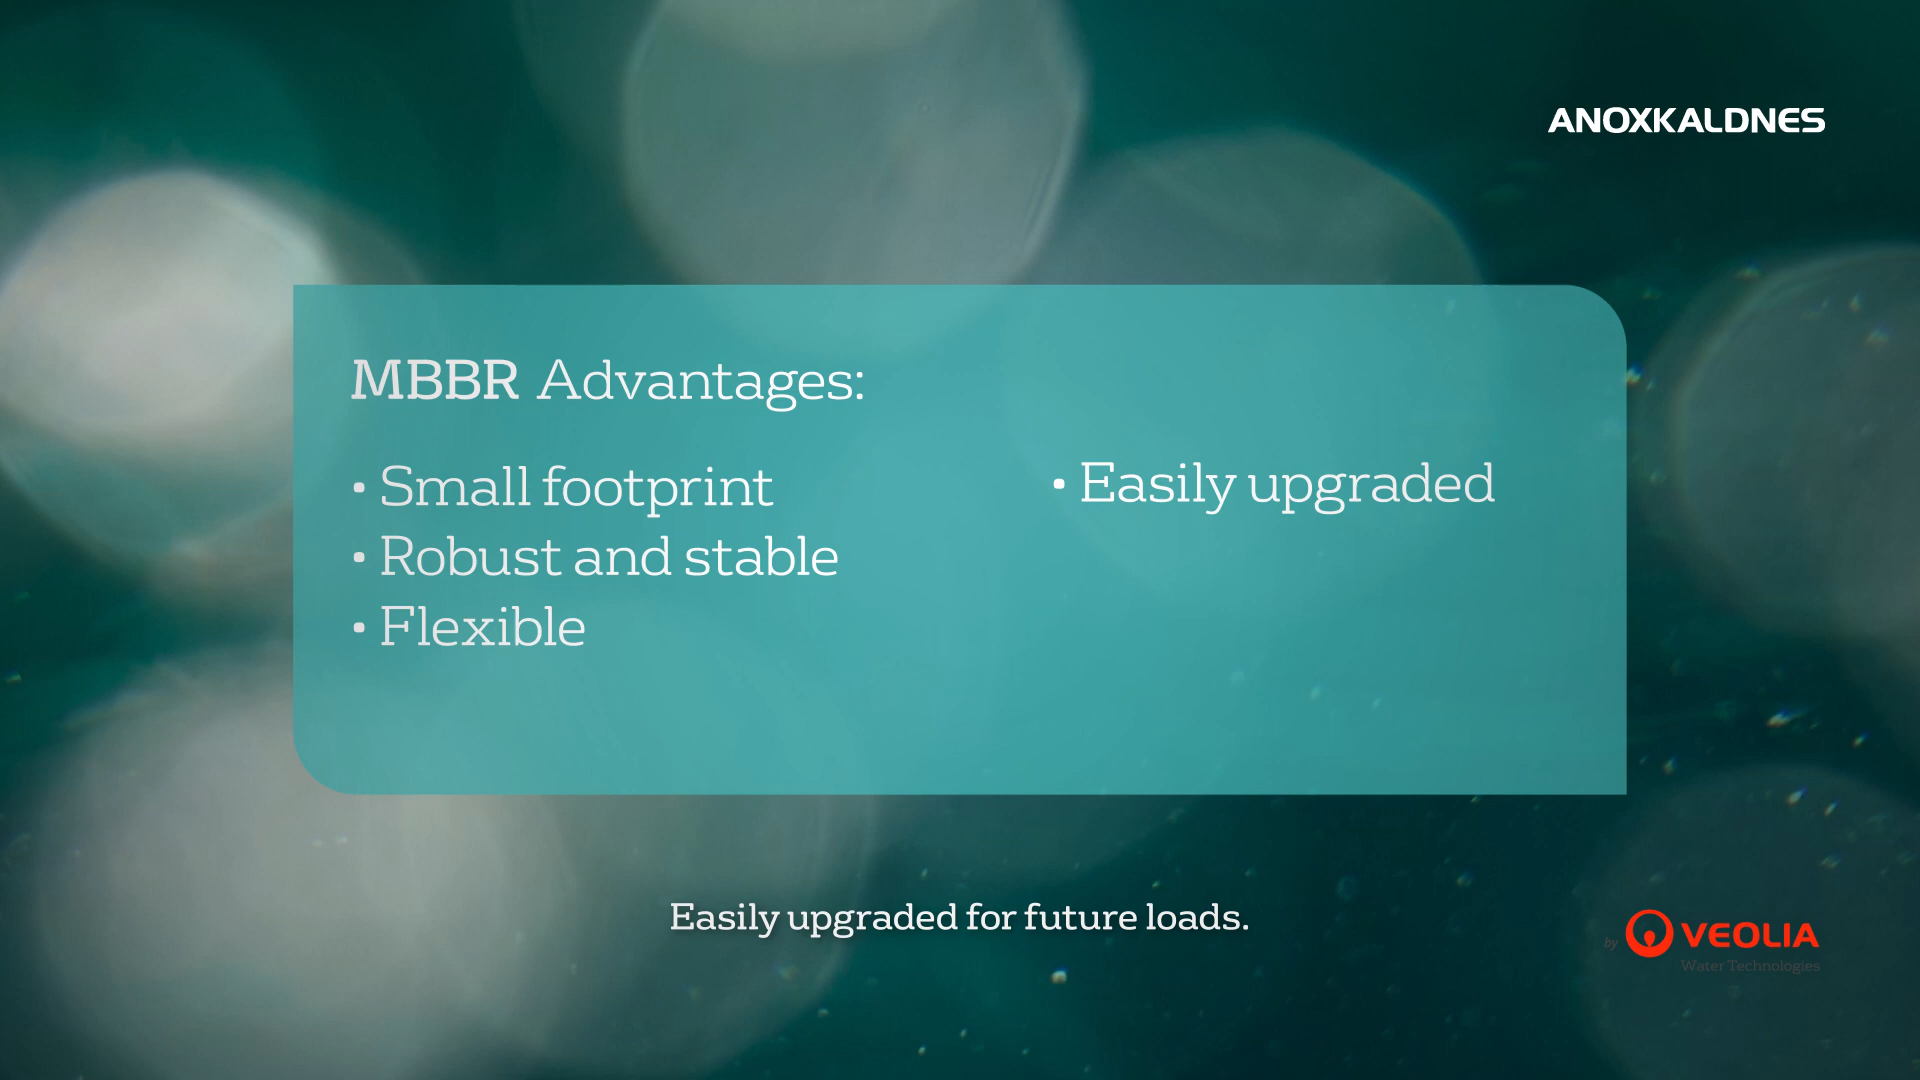 ANOXKALDNES
MBBR Advantages:
• Small footprint
• Robust and stable
• Flexible
• Easily upgraded
Easily upgraded for future loads.
by VEOLIA
Water Technologies